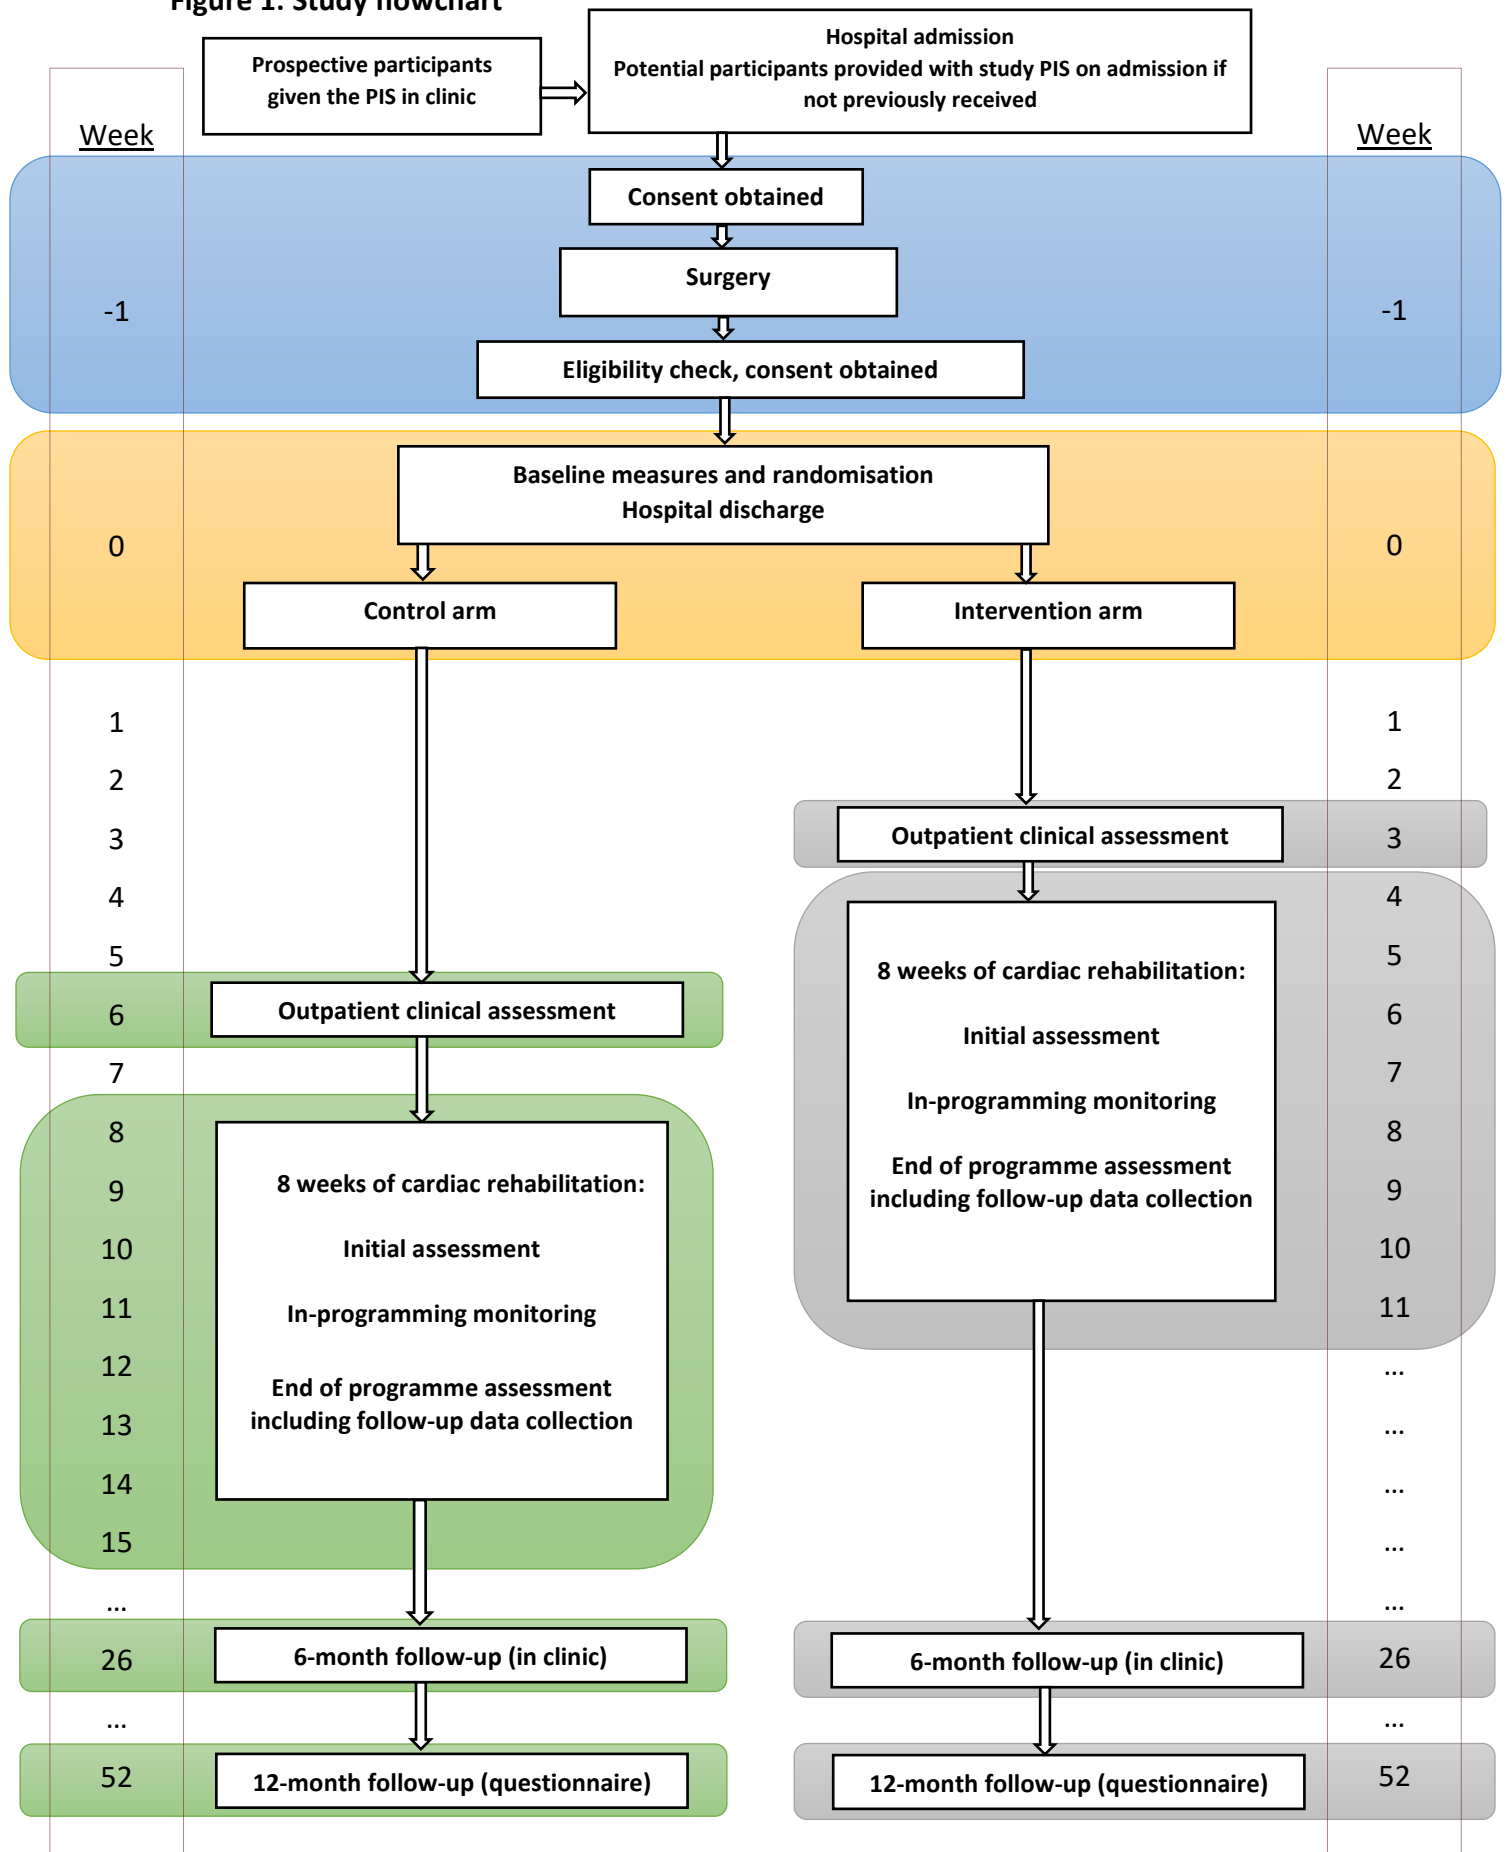 Figure 1: Study flowchart
Prospective participants
given the PIS in clinic
Hospital admission
Potential participants provided with study PIS on admission if
not previously received
Week
Week
Consent obtained
Surgery
-1
-1
Eligibility check, consent obtained
Baseline measures and randomisation
Hospital discharge
0
0
Control arm
Intervention arm
1
2
3
4
5
6
7
8
9
10
11
12
13
14
15
...
26
...
52
Outpatient clinical assessment
8 weeks of cardiac rehabilitation:
Initial assessment
In-programming monitoring
End of programme assessment
including follow-up data collection
6-month follow-up (in clinic)
12-month follow-up (questionnaire)
Outpatient clinical assessment
8 weeks of cardiac rehabilitation:
Initial assessment
In-programming monitoring
End of programme assessment
including follow-up data collection
6-month follow-up (in clinic)
12-month follow-up (questionnaire)
1
2
3
4
5
6
7
8
9
10
11
...
...
...
...
...
26
...
52